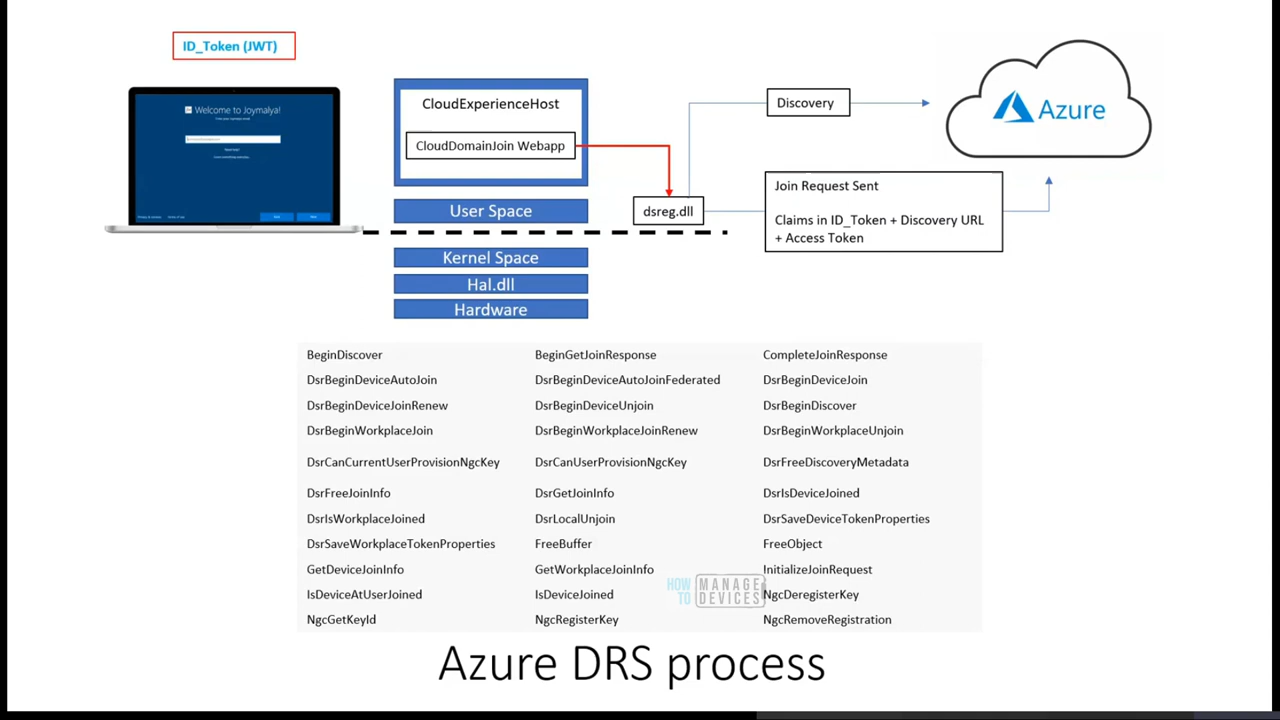 ID_Token (JWT)
Welcome to Joymalya!
CloudExperienceHost
CloudDomainJoin Webapp
User Space
Kernel Space
Hal.dll
Hardware
dsreg.dll
Discovery
Azure
Join Request Sent
Claims in ID_Token + Discovery URL
+ Access Token
BeginDiscover BeginGetJoinResponse CompleteJoinResponse
DsrBeginDeviceAutoJoin DsrBeginDeviceAutoJoinFederated DsrBeginDeviceJoin
DsrBeginDeviceJoinRenew DsrBeginDeviceUnjoin DsrBeginDiscover
DsrBeginWorkplaceJoin DsrBeginWorkplaceJoinRenew DsrBeginWorkplaceUnjoin
DsrCanCurrentUserProvisionNgcKey DsrCanUserProvisionNgcKey DsrFreeDiscoveryMetadata
DsrFreeJoinInfo DsrGetJoinInfo DsrIsDeviceJoined
DsrIsWorkplaceJoined DsrLocalUnjoin DsrSaveDeviceTokenProperties
DsrSaveWorkplaceTokenProperties FreeBuffer FreeObject
GetDeviceJoinInfo GetWorkplaceJoinInfo InitializeJoinRequest
IsDeviceAtUserJoined IsDeviceJoined NgcDeregisterKey
NgcGetKeyId NgcRegisterKey NgcRemoveRegistration
HOW TO MANAGE DEVICES
Azure DRS process